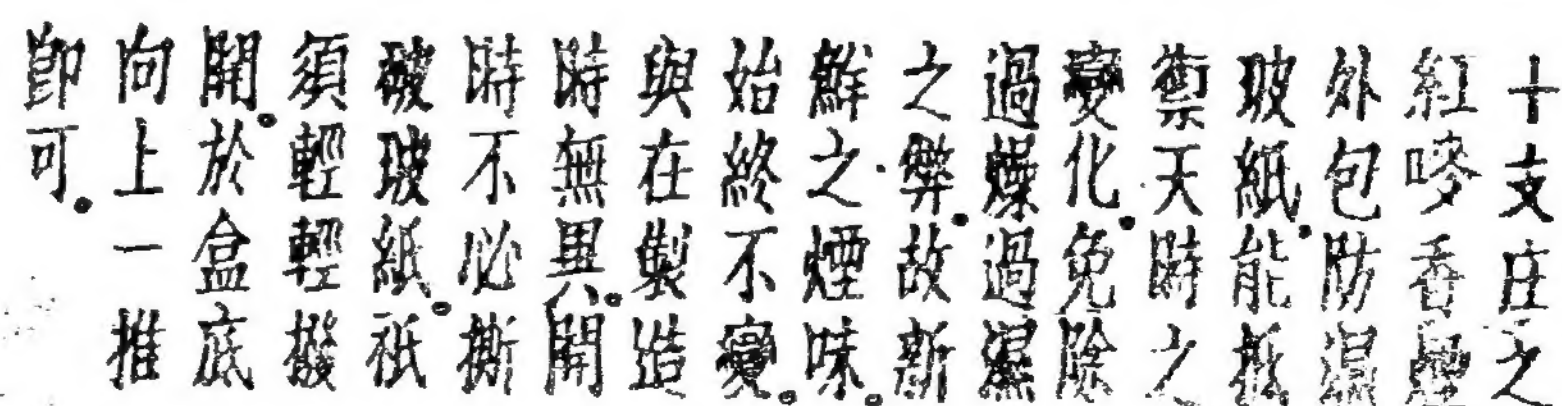 十支庄之
紅嘜香煙
外包防濕
玻紙。能抵
禦天時之
變化。免除
過燥過濕
之弊。故新
鮮之煙味。
始終不變。
與在製造
時無異。開
時不必撕
破玻紙。祇
須輕輕撥
開。於盒底
向上一推
即可。